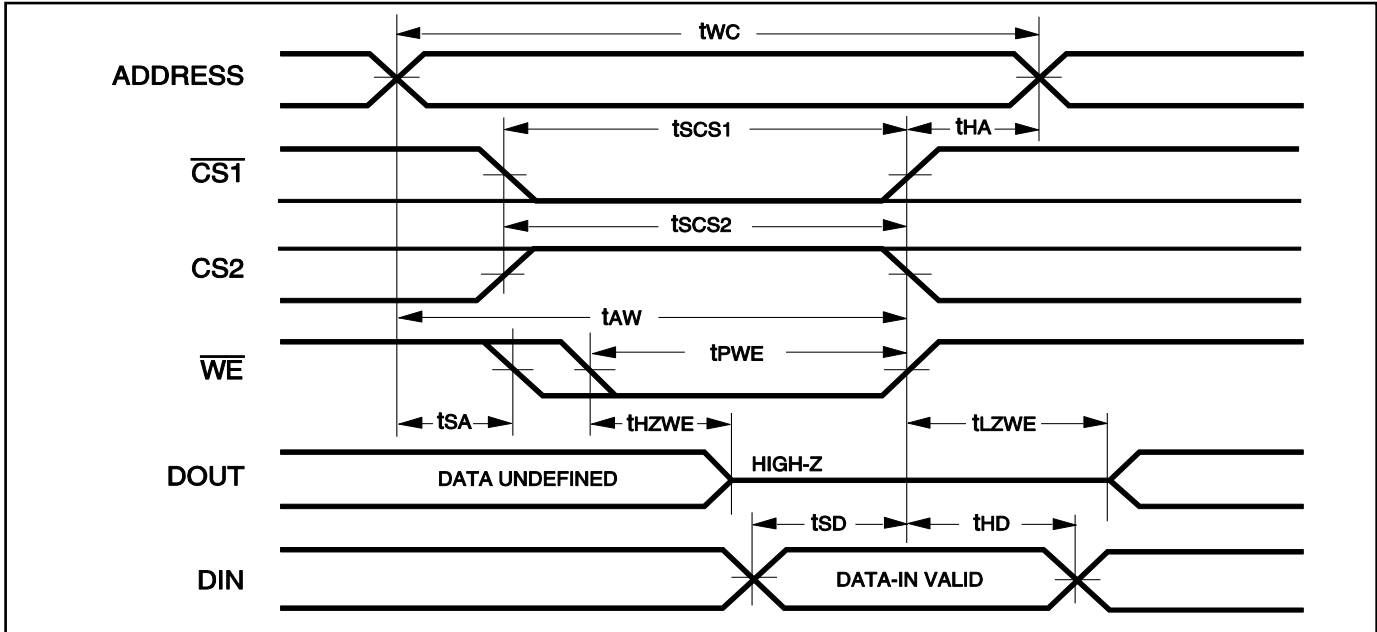 tWC
ADDRESS
tSCS1
tHA
CS1
tSCS2
CS2
tAW
WE
tPWE
tSA
tHZWE
tLZWE
DOUT
DATA UNDEFINED
HIGH-Z
tSD
tHD
DIN
DATA-IN VALID